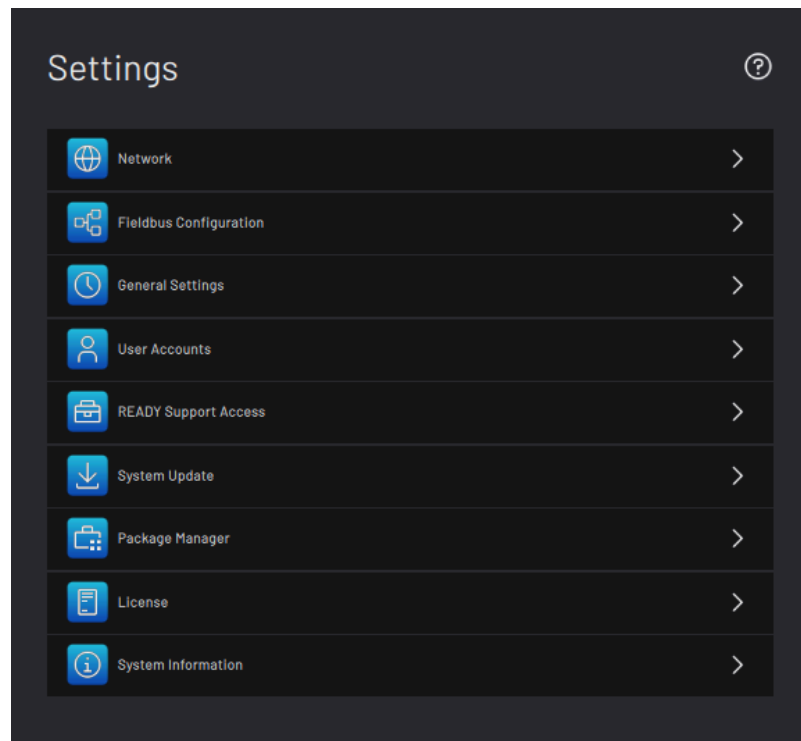 Settings
Network
Fieldbus Configuration
General Settings
User Accounts
READY Support Access
System Update
Package Manager
License
System Information